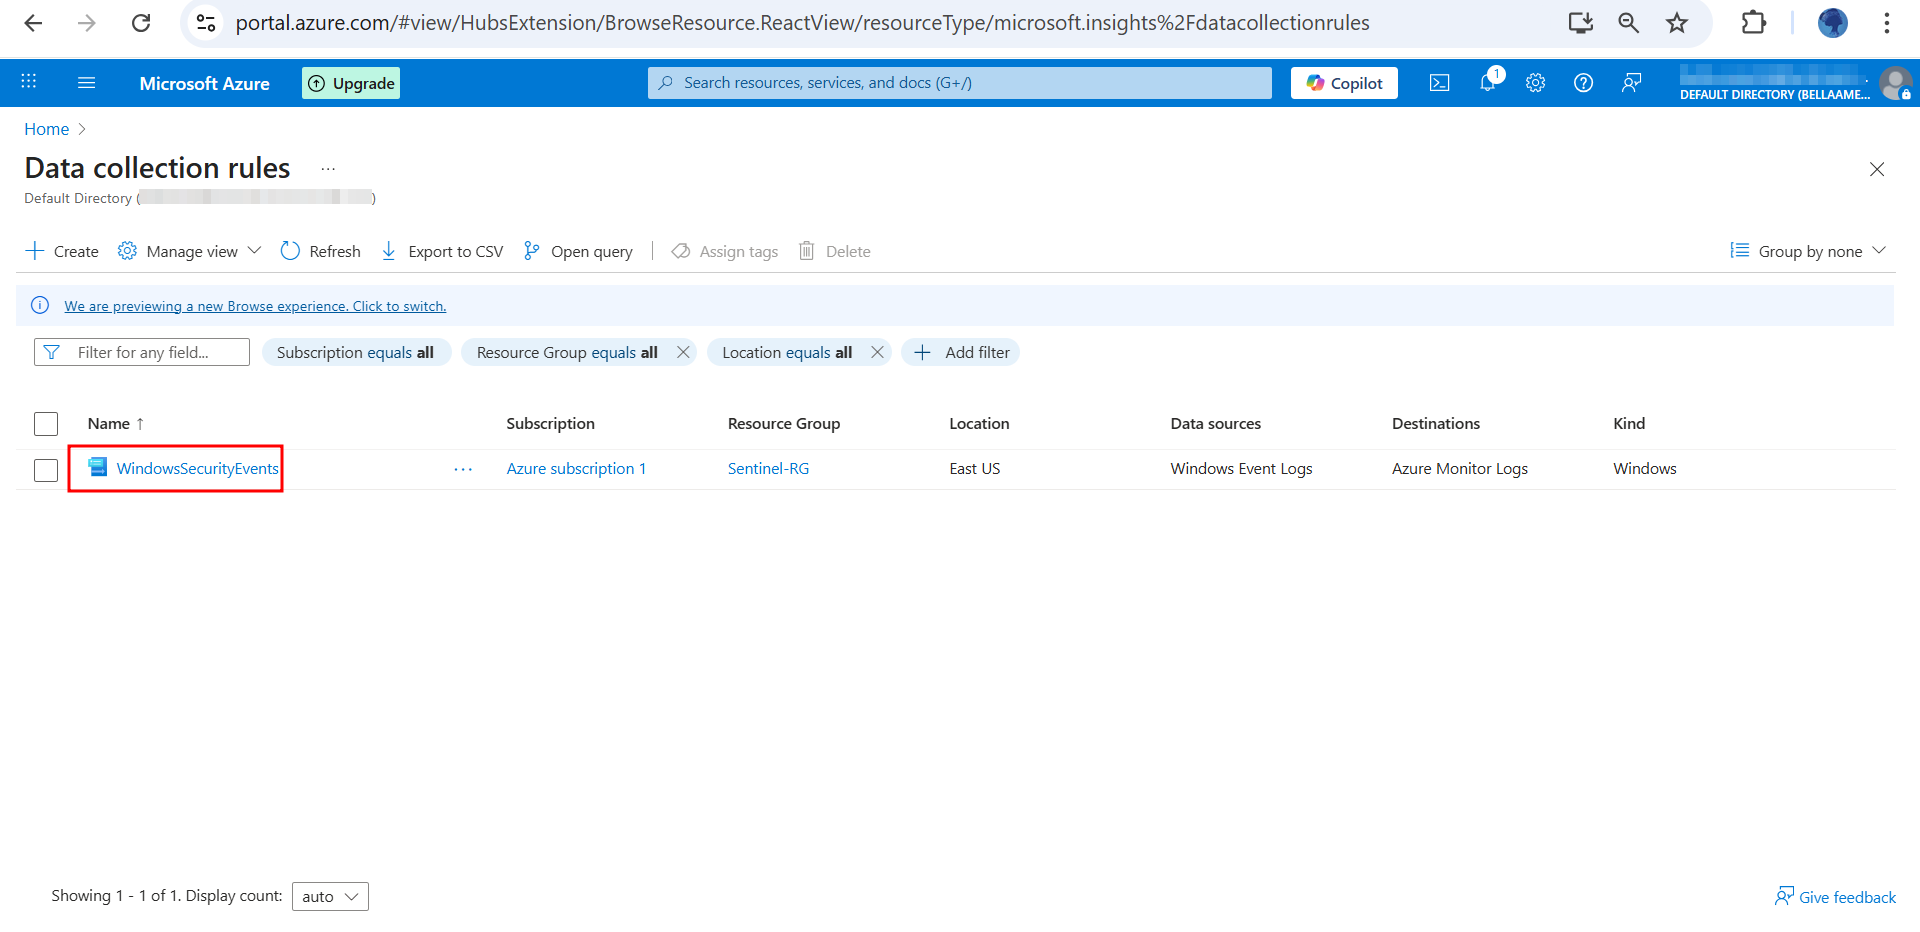 portal.azure.com/#view/HubsExtension/BrowseResource.ReactView/resourceType/microsoft.insights%2Fdatacollectionrules
Microsoft Azure
Upgrade
Search resources, services, and docs (G+/)
Copilot
1
DEFAULT DIRECTORY (BELLAAME...
Home
Data collection rules ...
Default Directory ( )
Create
Manage view
Refresh
Export to CSV
Open query
Assign tags
Delete
Group by none
We are previewing a new Browse experience. Click to switch.
Filter for any field...
Subscription equals all
Resource Group equals all
Location equals all
Add filter
Name ↑ Subscription Resource Group Location Data sources Destinations Kind
WindowsSecurityEvents ... Azure subscription 1 Sentinel-RG East US Windows Event Logs Azure Monitor Logs Windows
Showing 1 - 1 of 1. Display count: auto
Give feedback